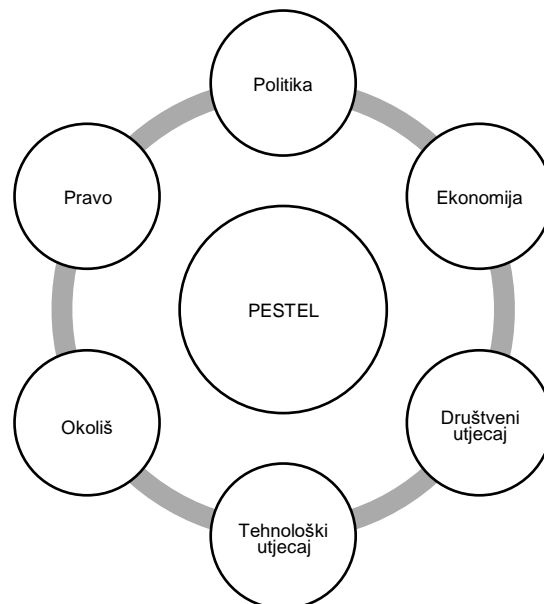 Politika
Pravo
Ekonomija
PESTEL
Okoliš
Društveni
utjecaj
Tehnološki
utjecaj